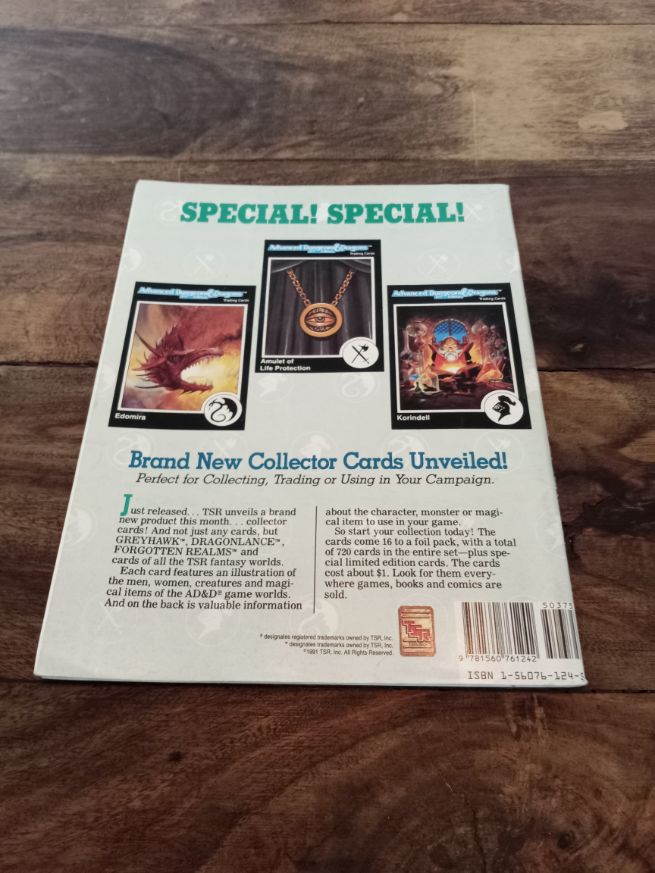 SPECIAL! SPECIAL!
Advanced Dungeons & Dragons™
Trading Cards
Amulet of
Life Protection
Advanced Dungeons & Dragons™
Trading Cards
Edomira
Advanced Dungeons & Dragons™
Trading Cards
Korindell
Brand New Collector Cards Unveiled!
Perfect for Collecting, Trading or Using in Your Campaign.
Just released. . . TSR unveils a brand
new product this month. . . collector
cards! And not just any cards, but
GREYHAWK™, DRAGONLANCE™,
FORGOTTEN REALMS™ and
cards of all the TSR fantasy worlds.
Each card features an illustration of
the men, women, creatures and magi-
cal items of the AD&D® game worlds.
And on the back is valuable information
about the character, monster or magi-
cal item to use in your game.
So start your collection today! The
cards come 16 to a foil pack, with a total
of 720 cards in the entire set—plus spe-
cial limited edition cards. The cards
cost about $1. Look for them every-
where games, books and comics are
sold.
® designates registered trademarks owned by TSR, Inc.
™ designates trademarks owned by TSR, Inc.
©1991 TSR, Inc. All Rights Reserved.
TSR
5037
9 781560 761242
ISBN 1-56076-124-